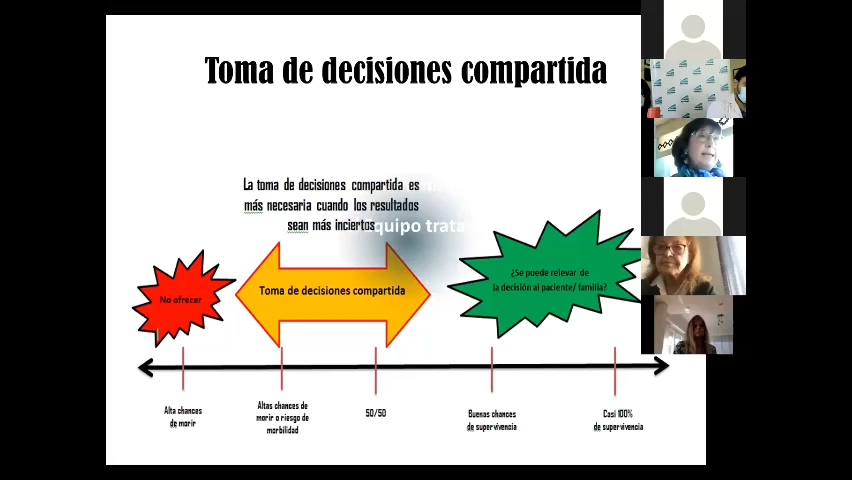 Toma de decisiones compartida
La toma de decisiones compartida es
más necesaria cuando los resultados
sean más inciertos
Equipo trata
No ofrecer
Toma de decisiones compartida
¿Se puede relevar de
la decisión al paciente/ familia?
Alta chances
de morir
Altas chances de
morir o riesgo de
morbilidad
50/50
Buenas chances
de supervivencia
Casi 100%
de supervivencia